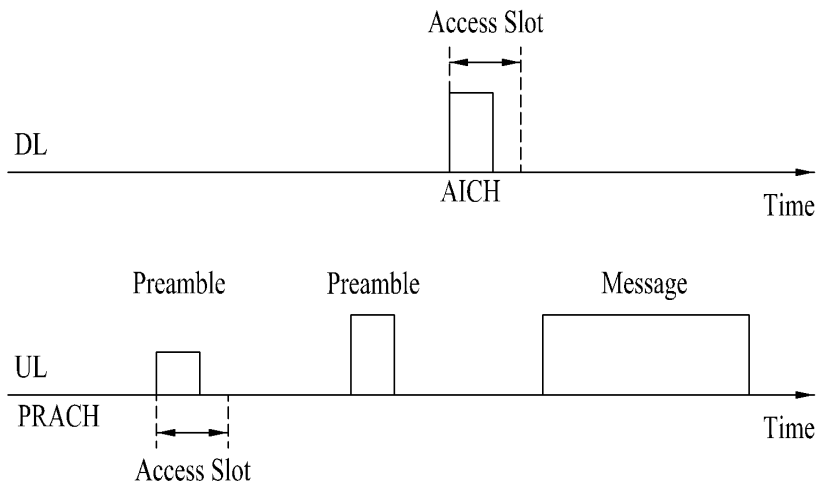 Access Slot
DL
AICH
Time
Preamble
Preamble
Message
UL
PRACH
Time
Access Slot